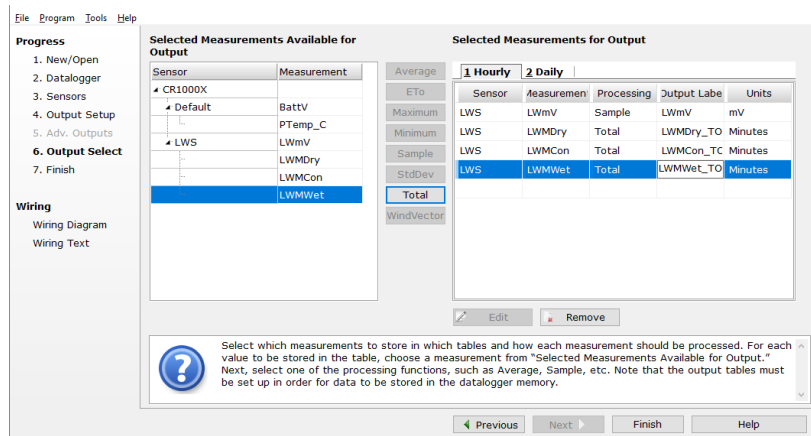 File Program Tools Help
Progress
1. New/Open
2. Datalogger
3. Sensors
4. Output Setup
5. Adv. Outputs
6. Output Select
7. Finish
Wiring
Wiring Diagram
Wiring Text
Selected Measurements Available for
Output
Sensor Measurement
CR1000X
Default BattV
PTemp_C
LWS LWmV
LWMDry
LWMCon
LWMWet
Average
ETo
Maximum
Minimum
Sample
StdDev
Total
WindVector
Selected Measurements for Output
1 Hourly 2 Daily
Sensor Measurement Processing Output Labe Units
LWS LWmV Sample LWmV mV
LWS LWMDry Total LWMDry_TO Minutes
LWS LWMCon Total LWMCon_TC Minutes
LWS LWMWet Total LWMWet_TO Minutes
Edit Remove
Select which measurements to store in which tables and how each measurement should be processed. For each
value to be stored in the table, choose a measurement from “Selected Measurements Available for Output.”
Next, select one of the processing functions, such as Average, Sample, etc. Note that the output tables must
be set up in order for data to be stored in the datalogger memory.
Previous Next Finish Help